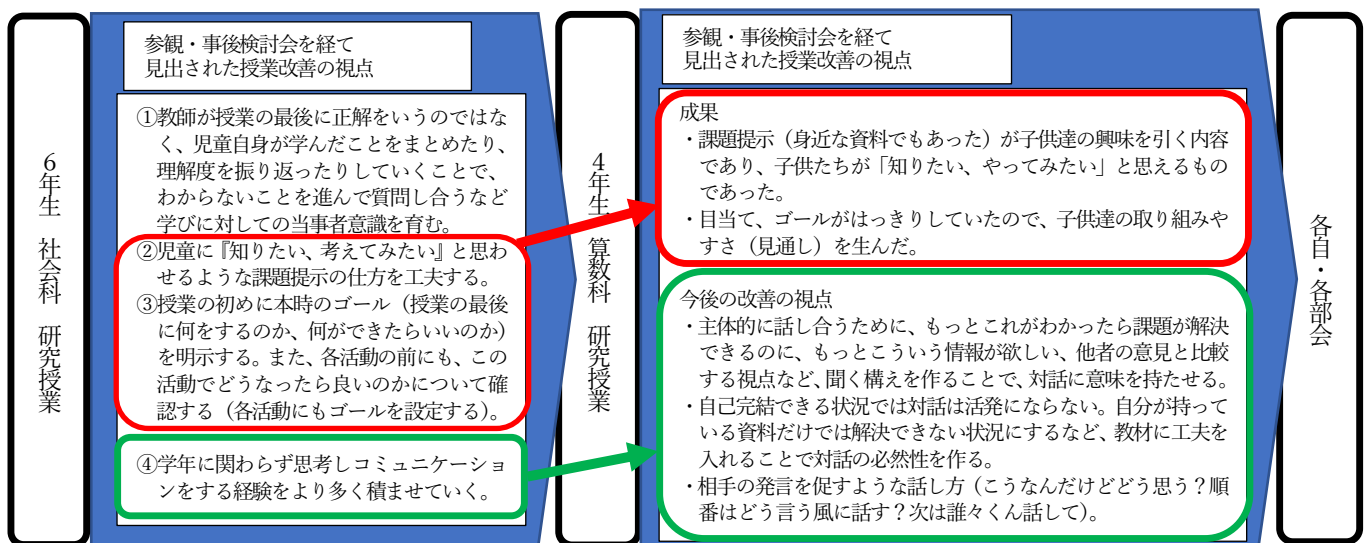 6年生 社会科 研究授業
参観・事後検討会を経て
見出された授業改善の視点
①教師が授業の最後に正解をいうのではな
く、児童自身が学んだことをまとめたり、
理解度を振り返ったりしていくことで、
わからないことを進んで質問し合うなど
学びに対しての当事者意識を育む。
②児童に『知りたい、考えてみたい』と思わ
せるような課題提示の仕方を工夫する。
③授業の初めに本時のゴール（授業の最後
に何をするのか、何ができたらいいのか）
を明示する。また、各活動の前にも、この
活動でどうなったら良いのかについて確
認する（各活動にもゴールを設定する）。
④学年に関わらず思考しコミュニケーショ
ンをする経験をより多く積ませていく。
4年生 算数科 研究授業
参観・事後検討会を経て
見出された授業改善の視点
成果
・課題提示（身近な資料でもあった）が子供達の興味を引く内容
であり、子供たちが「知りたい、やってみたい」と思えるもの
であった。
・目当て、ゴールがはっきりしていたので、子供達の取り組みや
すさ（見通し）を生んだ。
今後の改善の視点
・主体的に話し合うために、もっとこれがわかったら課題が解決
できるのに、もっとこういう情報が欲しい、他者の意見と比較
する視点など、聞く構えを作ることで、対話に意味を持たせる。
・自己完結できる状況では対話は活発にならない。自分が持って
いる資料だけでは解決できない状況にするなど、教材に工夫を
入れることで対話の必然性を作る。
・相手の発言を促すような話し方（こうなんだけどどう思う？順
番はどう言う風に話す？次は誰々くん話して）。
各自・各部会